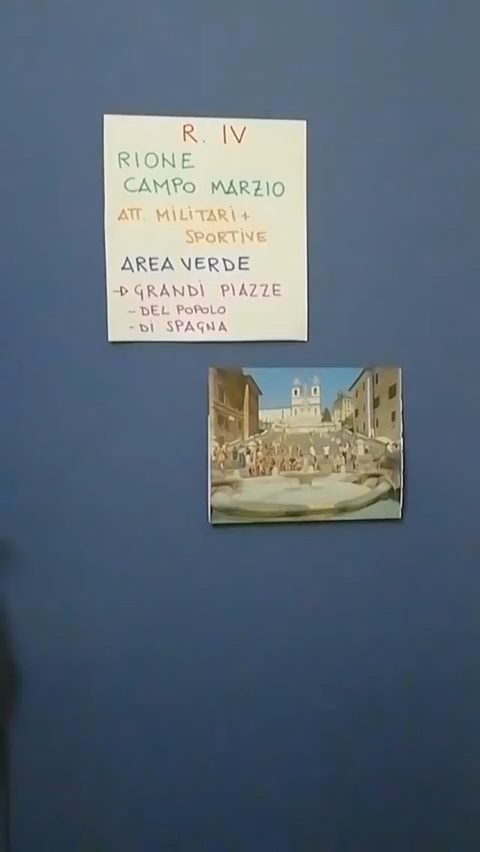 R. IV
RIONE
CAMPO MARZIO
ATT. MILITARI +
SPORTIVE
AREA VERDE
→ GRANDI PIAZZE
- DEL POPOLO
- DI SPAGNA